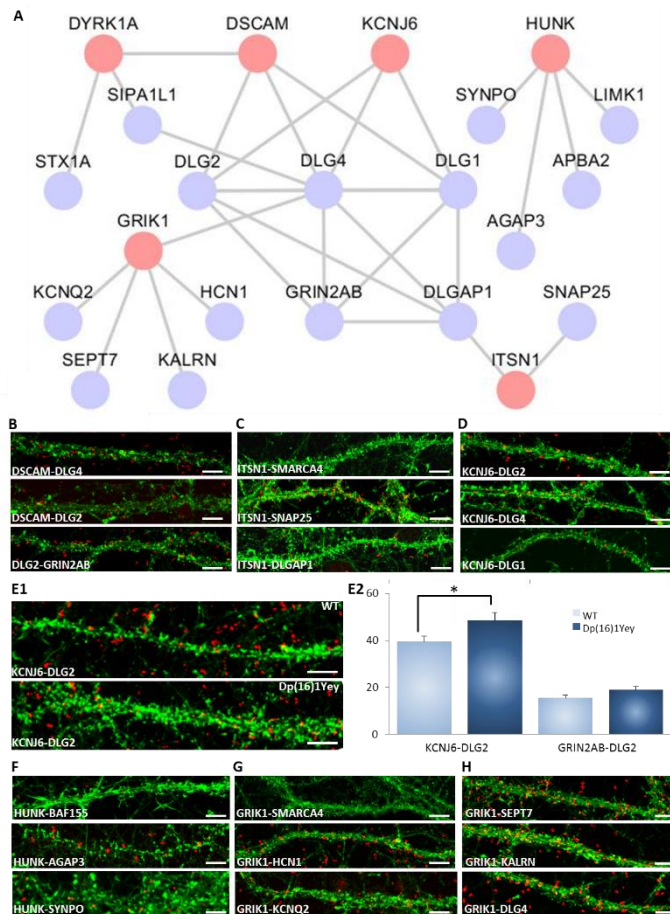 A
DYRK1A DSCAM KCNJ6 HUNK
SIPA1L1 SYNPO LIMK1
STX1A DLG2 DLG4 DLG1 APBA2
GRIK1 AGAP3
KCNQ2 HCN1 GRIN2AB DLGAP1 SNAP25
SEPT7 KALRN ITSN1
B C D
DSCAM-DLG4 ITSN1-SMARCA4 KCNJ6-DLG2
DSCAM-DLG2 ITSN1-SNAP25 KCNJ6-DLG4
DLG2-GRIN2AB ITSN1-DLGAP1 KCNJ6-DLG1
E1 E2
WT
KCNJ6-DLG2
Dp(16)1Yey
KCNJ6-DLG2
60
40
20
0
*
WT
Dp(16)1Yey
KCNJ6-DLG2 GRIN2AB-DLG2
F G H
HUNK-BAF155 GRIK1-SMARCA4 GRIK1-SEPT7
HUNK-AGAP3 GRIK1-HCN1 GRIK1-KALRN
HUNK-SYNPO GRIK1-KCNQ2 GRIK1-DLG4